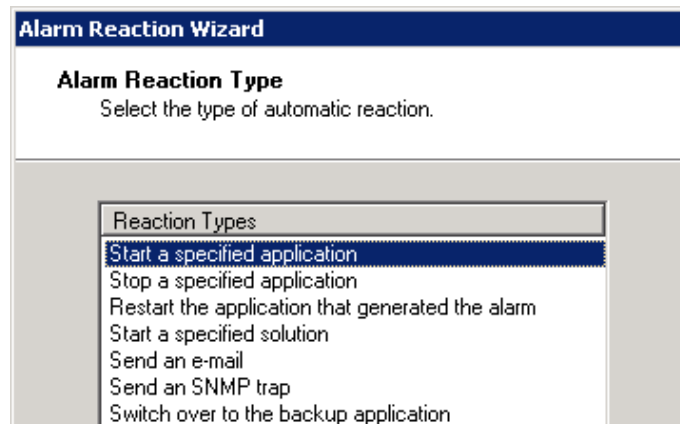 Alarm Reaction Wizard
Alarm Reaction Type
Select the type of automatic reaction.
Reaction Types
Start a specified application
Stop a specified application
Restart the application that generated the alarm
Start a specified solution
Send an e-mail
Send an SNMP trap
Switch over to the backup application